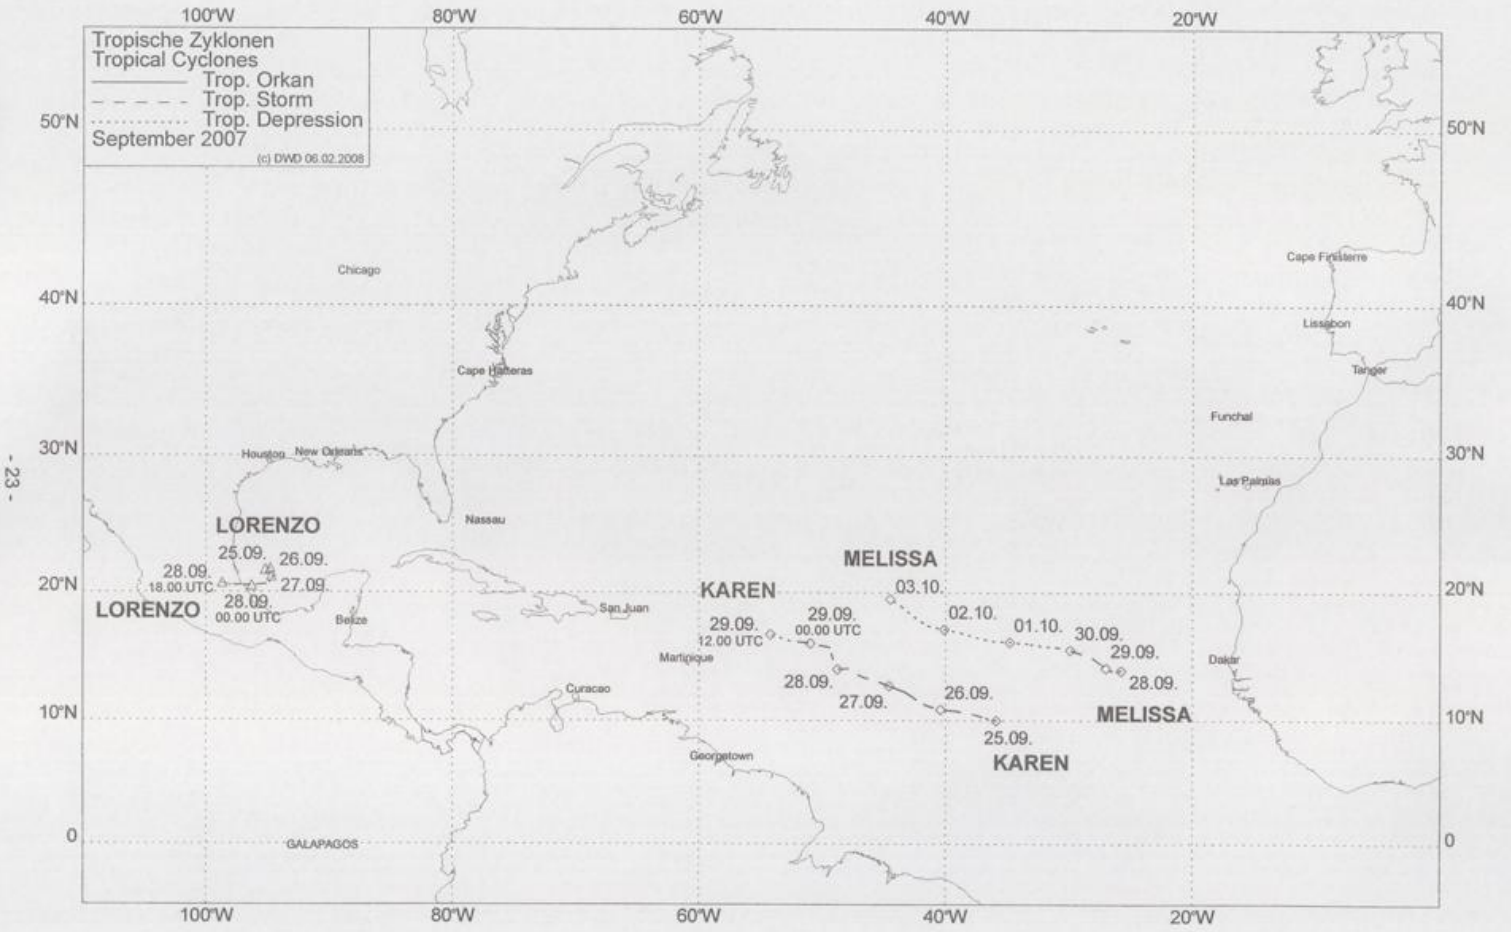 100°W 80°W 60°W 40°W 20°W
Tropische Zyklonen
Tropical Cyclones
Trop. Orkan
Trop. Storm
Trop. Depression
September 2007
(c) DWD 06.02.2008
50°N 50°N
Cape Finisterre
Chicago
40°N 40°N
Lissabon
Cape Hatteras
Tanger
Funchal
30°N 30°N
Houston New Orleans
Las Palmas
- 23 -
Nassau
LORENZO
25.09. 26.09.
28.09.
18.00 UTC
27.09.
28.09.
00.00 UTC
LORENZO
20°N 20°N
MELISSA
03.10.
KAREN
San Juan
Belize
29.09.
12.00 UTC
29.09.
00.00 UTC
02.10.
01.10.
30.09.
29.09.
28.09.
MELISSA
Martinique
Dakar
28.09.
27.09.
26.09.
25.09.
KAREN
Curacao
10°N 10°N
Georgetown
0 0
GALAPAGOS
100°W 80°W 60°W 40°W 20°W